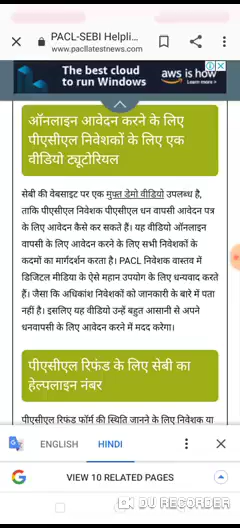 PACL-SEBI Helpli...
www.pacllatestnews.com
The best cloud
to run Windows
aws is how
Learn more >
ऑनलाइन आवेदन करने के लिए
पीएसीएल निवेशकों के लिए एक
वीडियो ट्यूटोरियल
सेबी की वेबसाइट पर एक मुफ्त डेमो वीडियो उपलब्ध है,
ताकि पीएसीएल निवेशक पीएसीएल धन वापसी आवेदन पत्र
के लिए आवेदन कैसे कर सकते हैं। यह वीडियो ऑनलाइन
वापसी के लिए आवेदन करने के लिए सभी निवेशकों के
कदमों का मार्गदर्शन करता है। PACL निवेशक वास्तव में
डिजिटल मीडिया के ऐसे महान उपयोग के लिए धन्यवाद करते
हैं। जैसा कि अधिकांश निवेशकों को जानकारी के बारे में पता
नहीं है। इसलिए यह वीडियो उन्हें बहुत आसानी से अपने
धनवापसी के लिए आवेदन करने में मदद करेगा।
पीएसीएल रिफंड के लिए सेबी का
हेल्पलाइन नंबर
पीएसीएल रिफंड फॉर्म की स्थिति जानने के लिए निवेशक या
ENGLISH HINDI
VIEW 10 RELATED PAGES
DU RECORDER